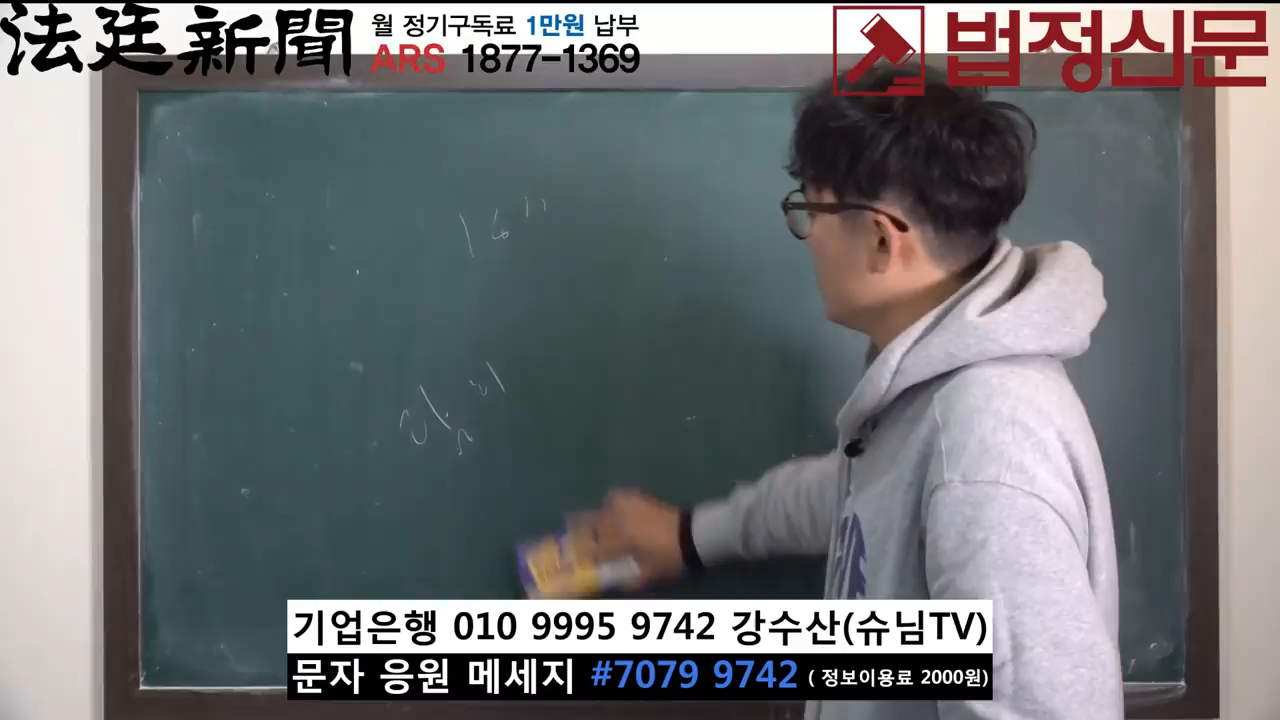 法廷新聞
월 정기구독료 1만원 납부
ARS 1877-1369
법정신문
기업은행 010 9995 9742 강수산(슈님TV)
문자 응원 메세지 #7079 9742 ( 정보이용료 2000원)